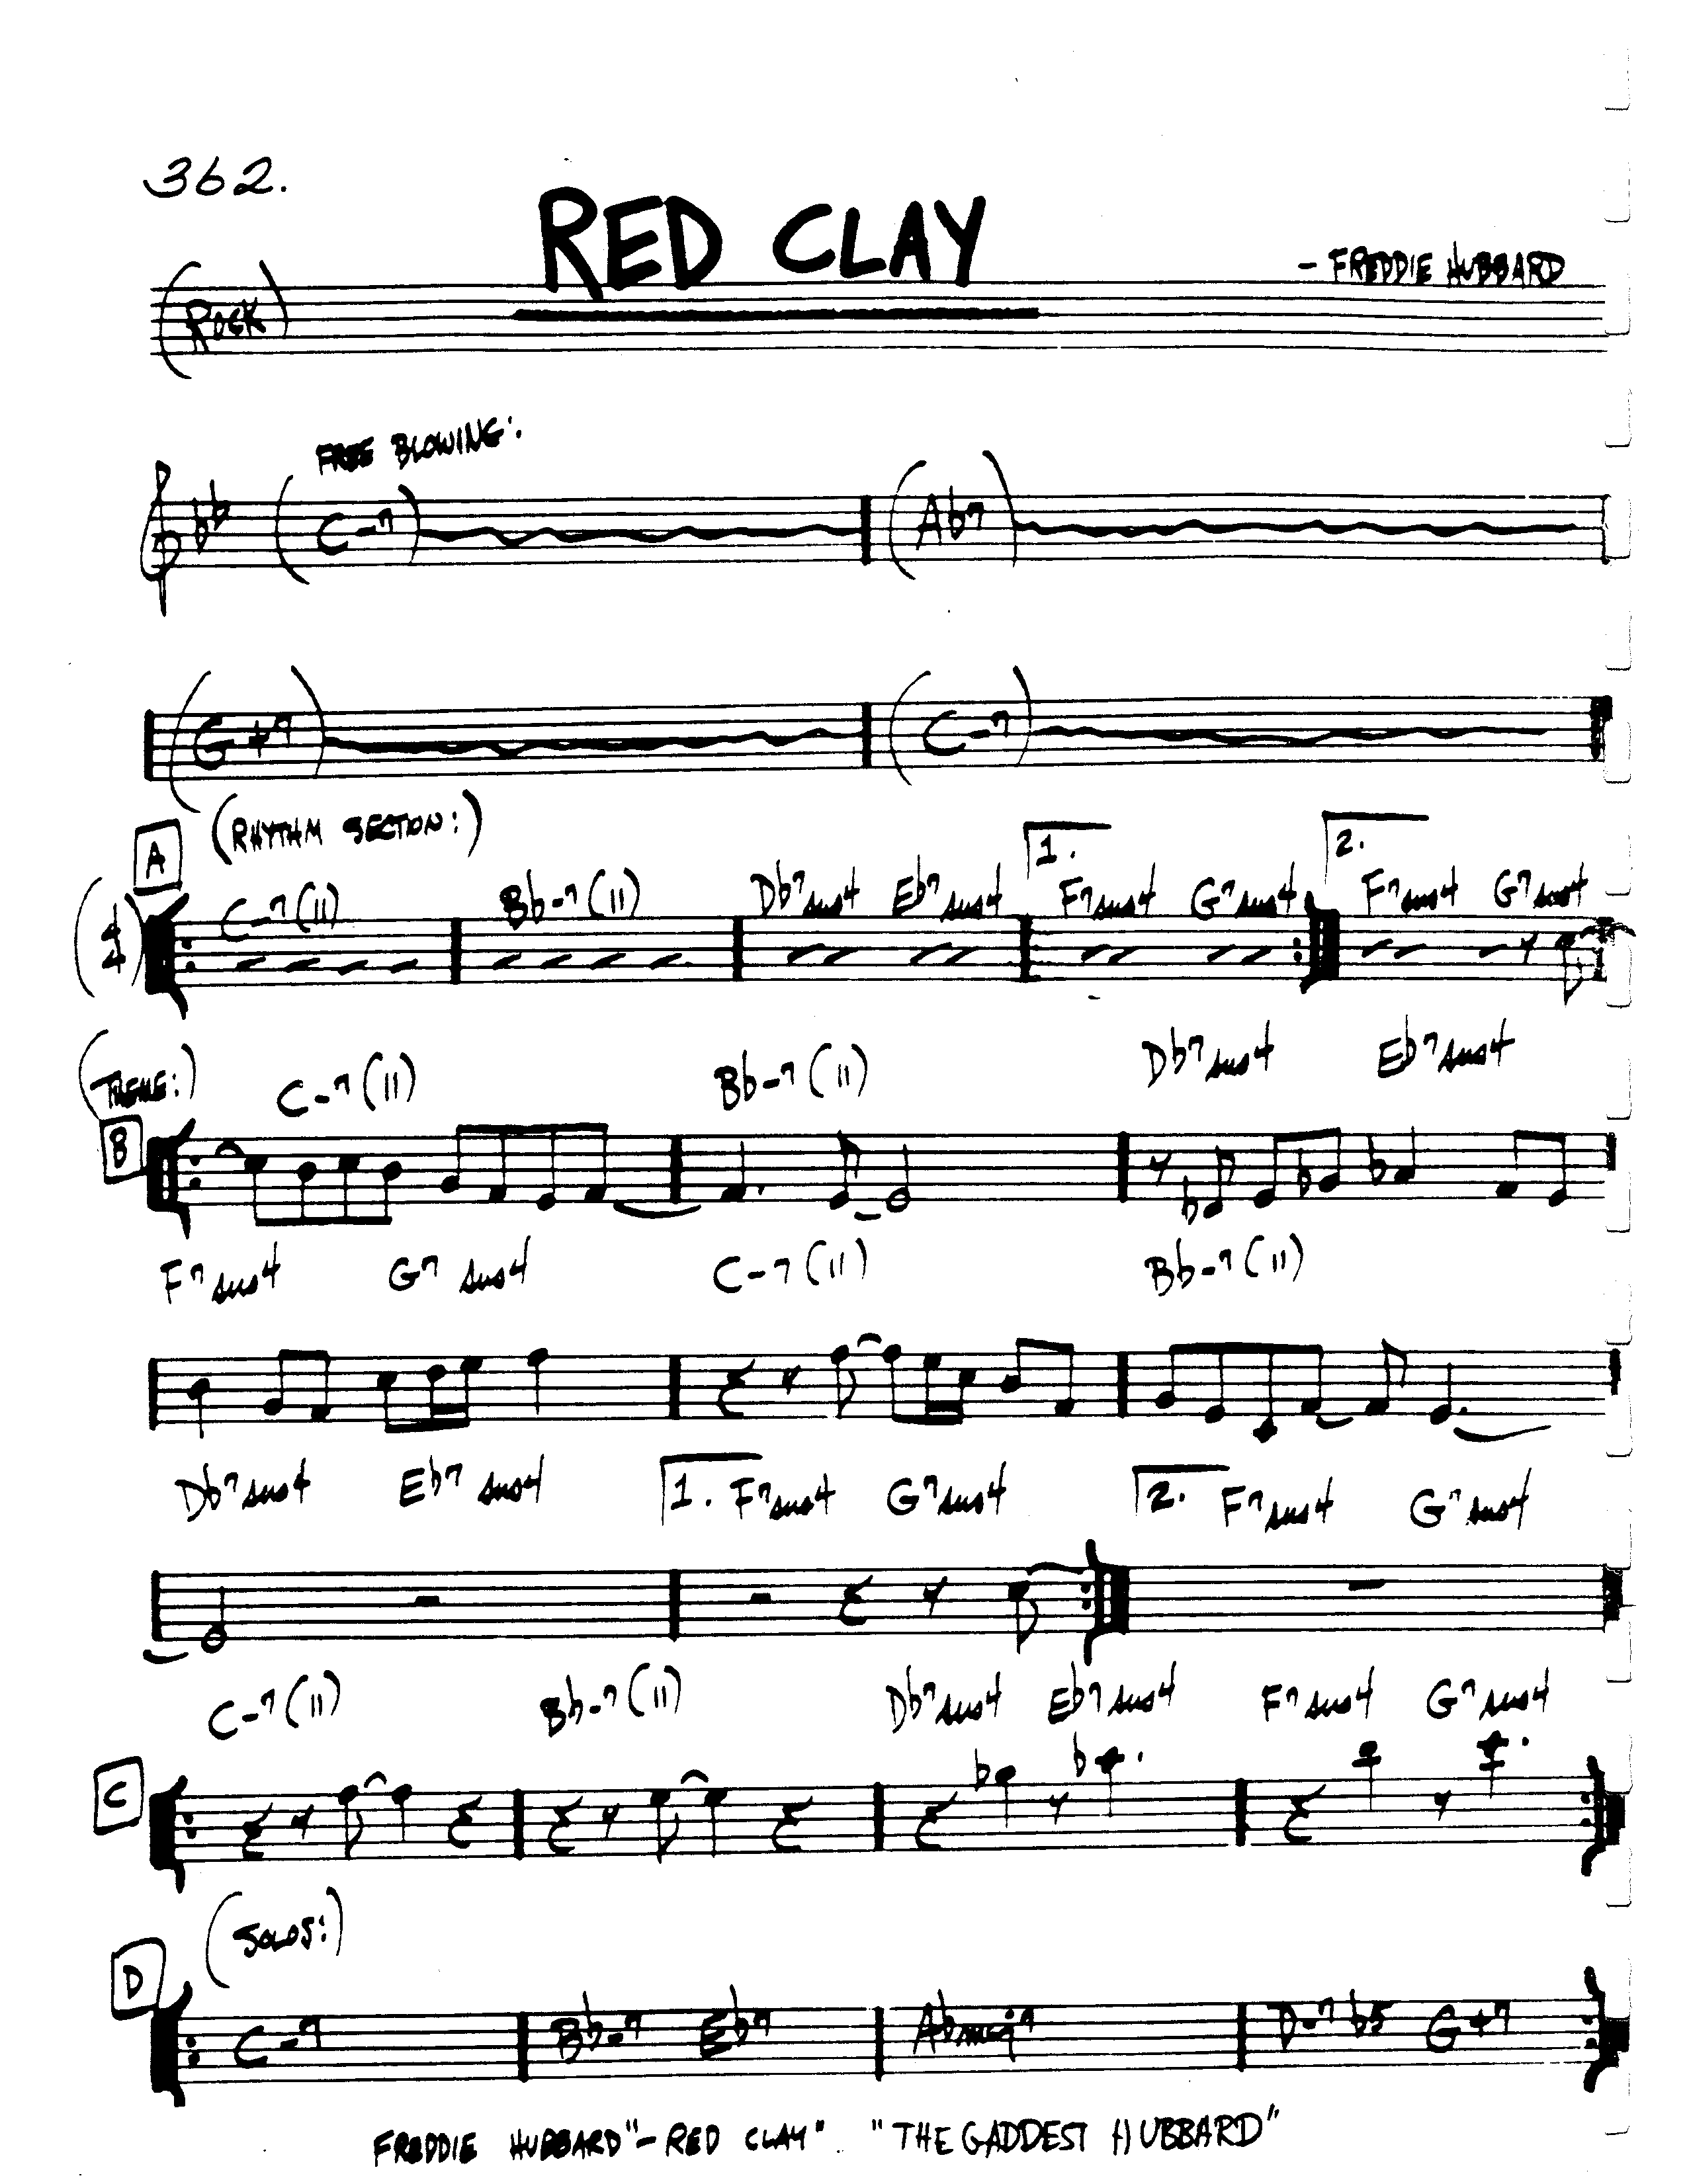 362.
RED CLAY
- FREDDIE HUBBARD
(ROCK)
FREE BLOWING:
(C-7) (Ab7)
(G+7) (C-7)
A (RHYTHM SECTION:)
1. 2.
C-7(11) Bb-7(11) Db7sus4 Eb7sus4 F7sus4 G7sus4 F7sus4 G7sus4
(4/4)
(THEME:) C-7(11) Bb-7(11) Db7sus4 Eb7sus4
B
F7sus4 G7sus4 C-7(11) Bb-7(11)
Db7sus4 Eb7sus4 1. F7sus4 G7sus4 2. F7sus4 G7sus4
C-7(11) Bb-7(11) Db7sus4 Eb7sus4 F7sus4 G7sus4
C
(SOLOS:)
D
C-7 Bb-7 Eb7 Abmaj7 D-7b5 G+7
FREDDIE HUBBARD "- RED CLAY" "THE GADDEST HUBBARD"